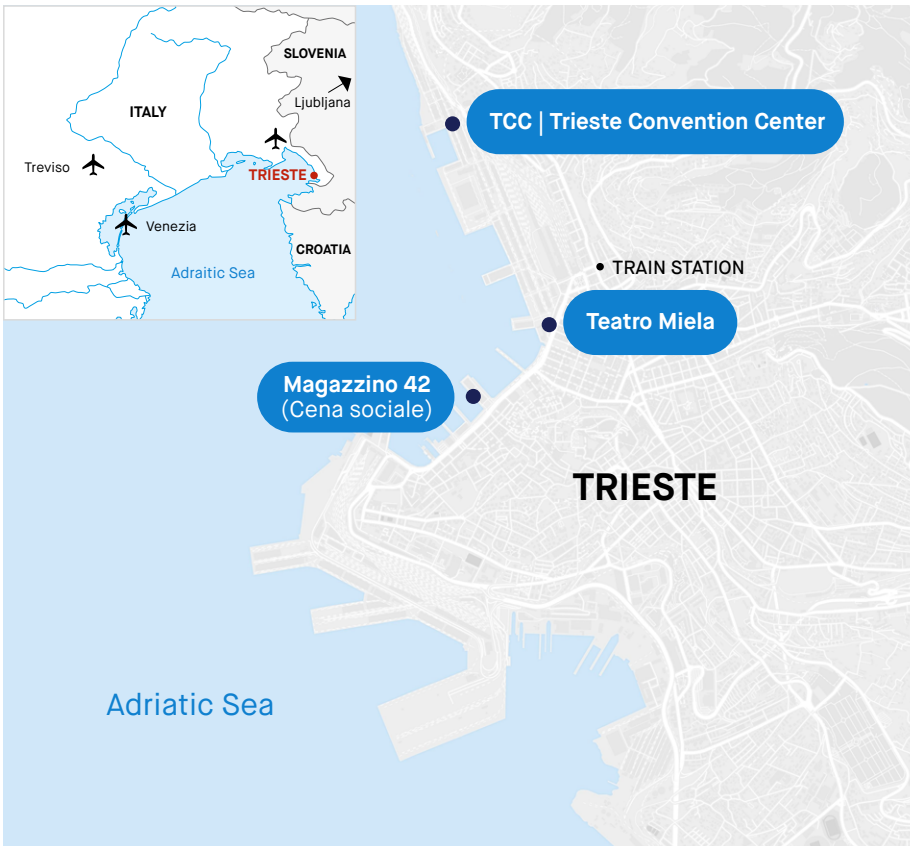 SLOVENIA
Ljubljana
ITALY
Treviso
TRIESTE
Venezia
CROATIA
Adraitic Sea
TCC | Trieste Convention Center
TRAIN STATION
Teatro Miela
Magazzino 42
(Cena sociale)
TRIESTE
Adriatic Sea